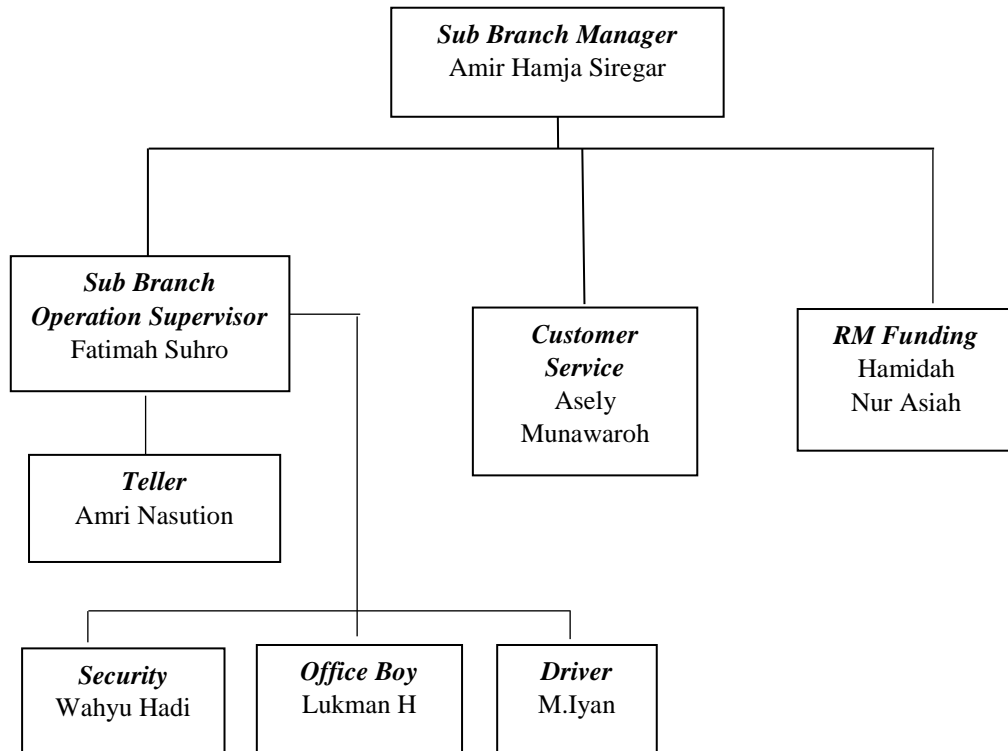 Sub Branch Manager
Amir Hamja Siregar
Sub Branch
Operation Supervisor
Fatimah Suhro
Customer
Service
Asely
Munawaroh
RM Funding
Hamidah
Nur Asiah
Teller
Amri Nasution
Security
Wahyu Hadi
Office Boy
Lukman H
Driver
M.Iyan